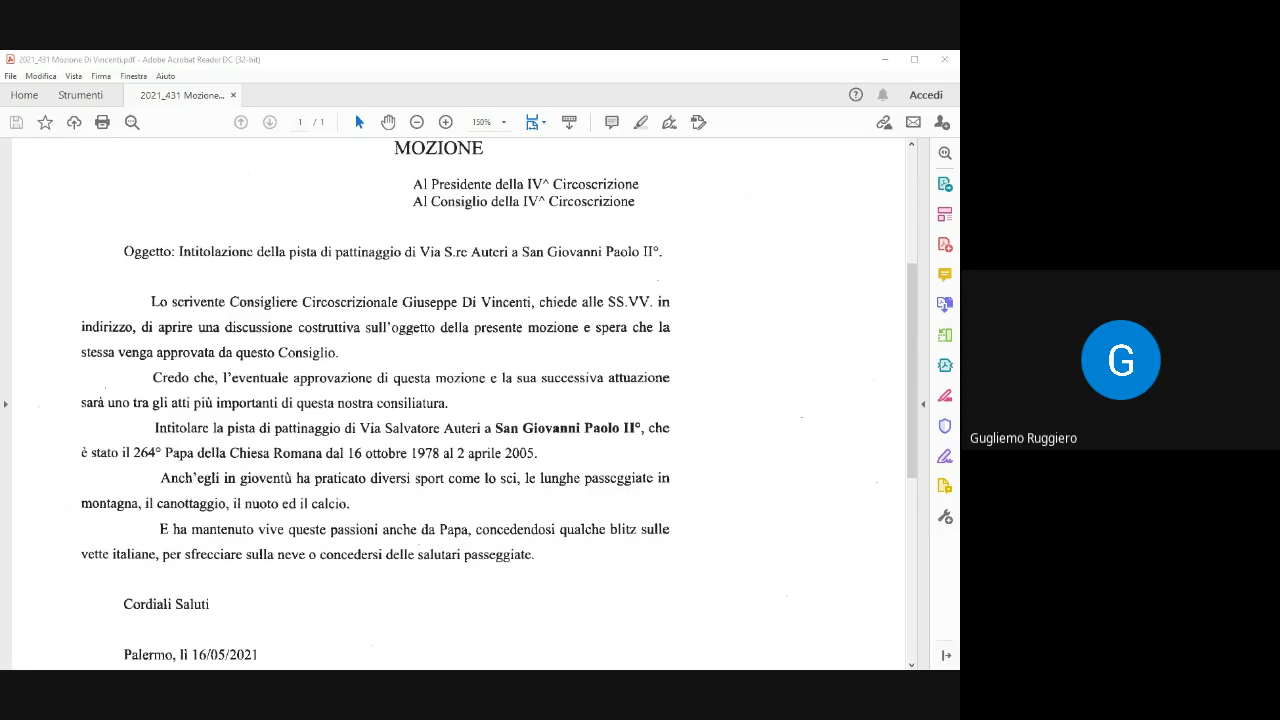 2021_431 Mozione Di Vincenti.pdf - Adobe Acrobat Reader DC (32-bit)
File Modifica Vista Firma Finestra Aiuto
Home Strumenti 2021_431 Mozione... × Accedi
1 / 1 150%
MOZIONE
Al Presidente della IV^ Circoscrizione
Al Consiglio della IV^ Circoscrizione
Oggetto: Intitolazione della pista di pattinaggio di Via S.re Auteri a San Giovanni Paolo II°.
Lo scrivente Consigliere Circoscrizionale Giuseppe Di Vincenti, chiede alle SS.VV. in
indirizzo, di aprire una discussione costruttiva sull'oggetto della presente mozione e spera che la
stessa venga approvata da questo Consiglio.
Credo che, l'eventuale approvazione di questa mozione e la sua successiva attuazione
sarà uno tra gli atti più importanti di questa nostra consiliatura.
Intitolare la pista di pattinaggio di Via Salvatore Auteri a San Giovanni Paolo II°, che
è stato il 264° Papa della Chiesa Romana dal 16 ottobre 1978 al 2 aprile 2005.
Anch'egli in gioventù ha praticato diversi sport come lo sci, le lunghe passeggiate in
montagna, il canottaggio, il nuoto ed il calcio.
E ha mantenuto vive queste passioni anche da Papa, concedendosi qualche blitz sulle
vette italiane, per sfrecciare sulla neve o concedersi delle salutari passeggiate.
Cordiali Saluti
Palermo, lì 16/05/2021
G
Gugliemo Ruggiero